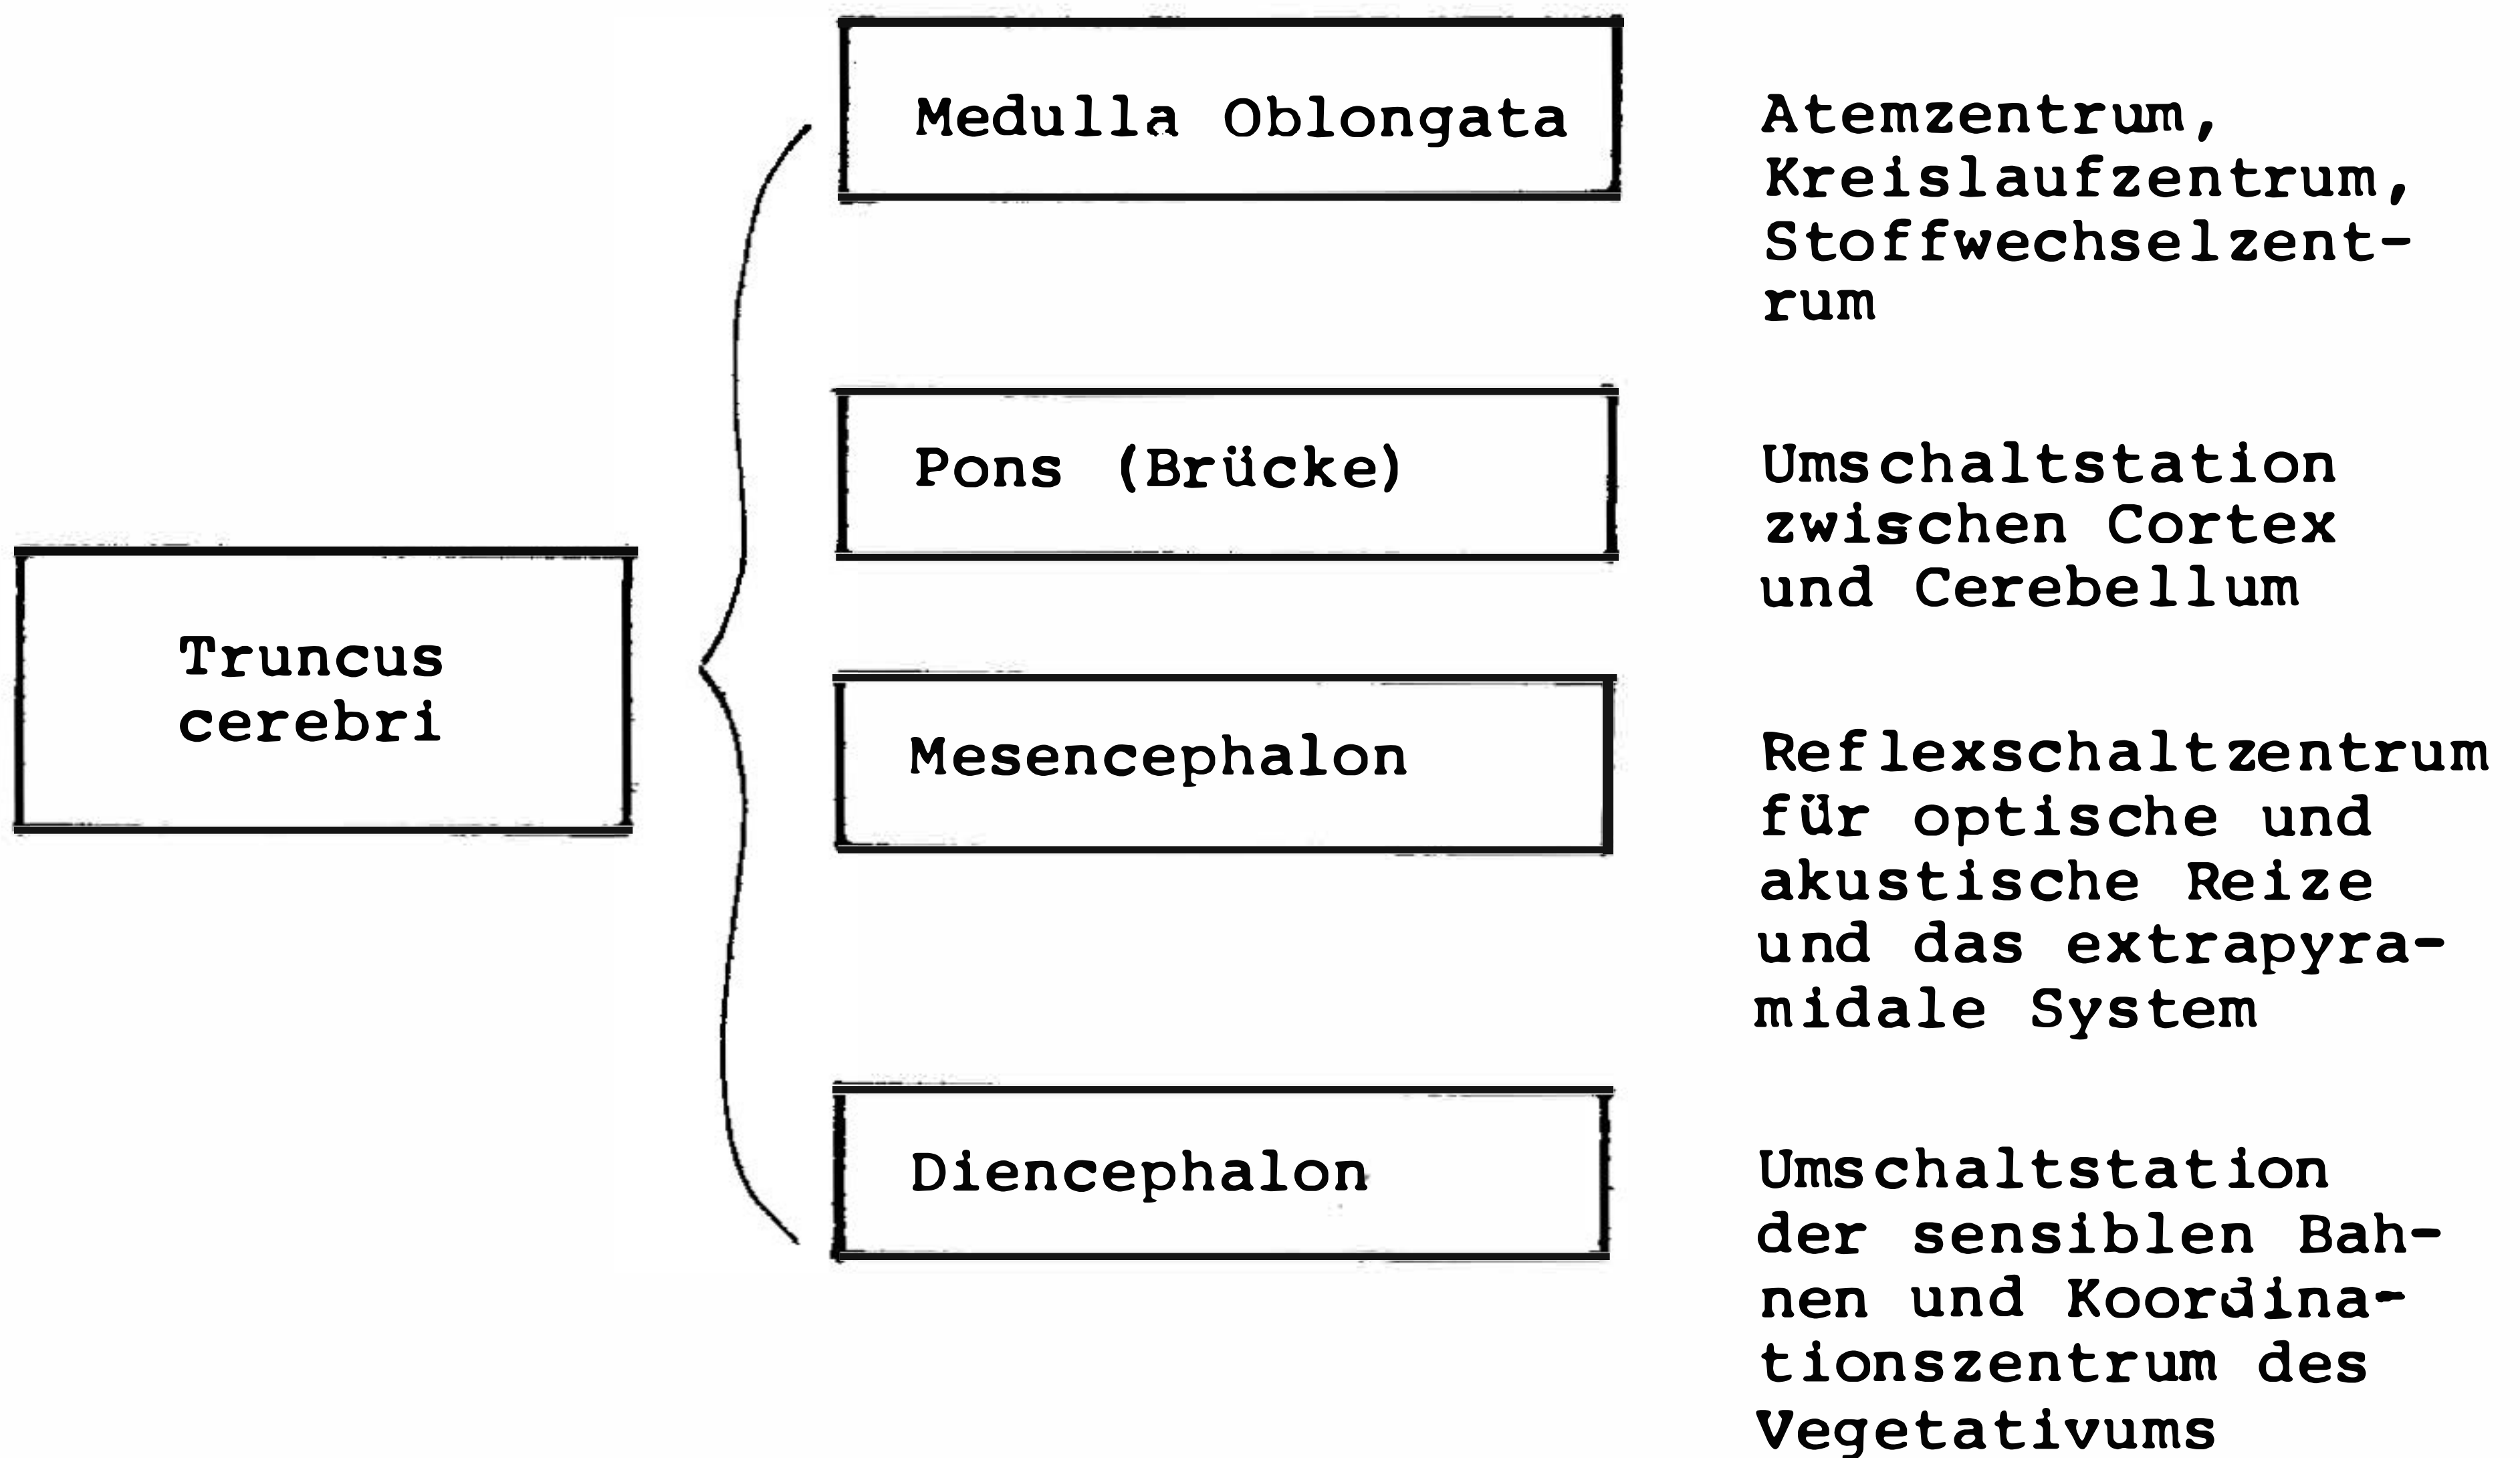 Truncus
cerebri
Medulla Oblongata
Atemzentrum,
Kreislaufzentrum,
Stoffwechselzent-
rum
Pons (Brücke)
Umschaltstation
zwischen Cortex
und Cerebellum
Mesencephalon
Reflexschaltzentrum
für optische und
akustische Reize
und das extrapyra-
midale System
Diencephalon
Umschaltstation
der sensiblen Bah-
nen und Koordina-
tionszentrum des
Vegetativums